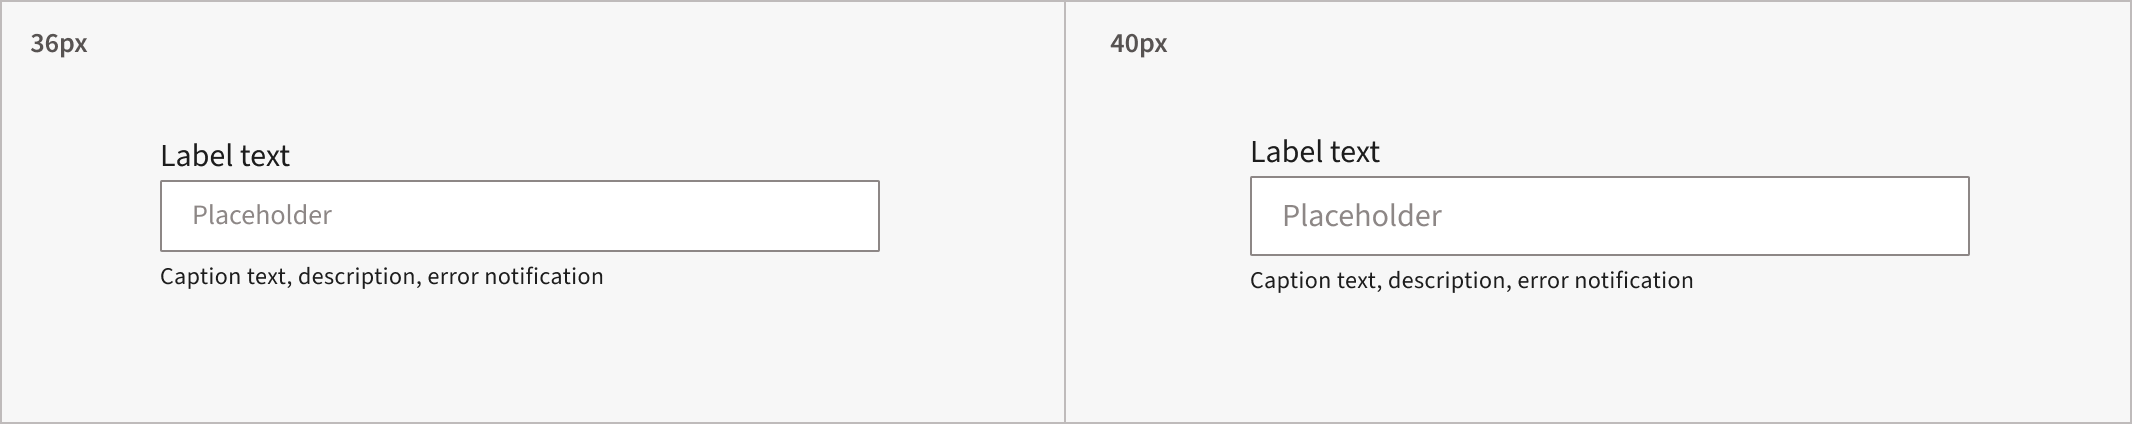 36px
Label text
Placeholder
Caption text, description, error notification
40px
Label text
Placeholder
Caption text, description, error notification